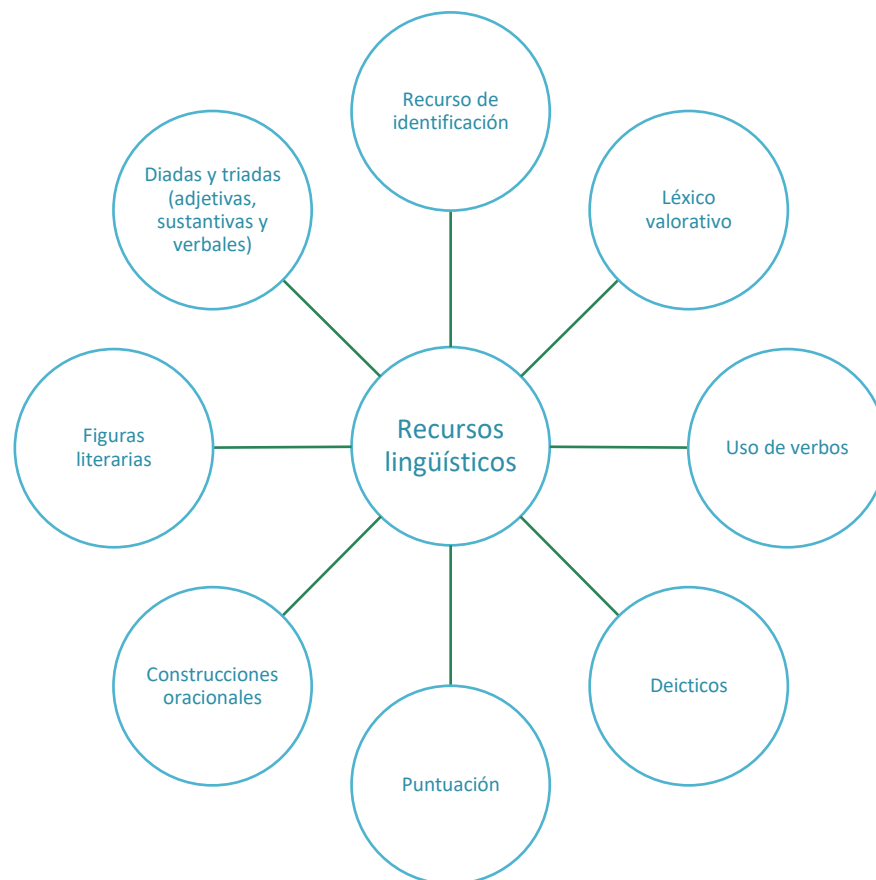 Recurso de
identificación
Diadas y triadas
(adjetivas,
sustantivas y
verbales)
Léxico
valorativo
Figuras
literarias
Recursos
lingüísticos
Uso de verbos
Construcciones
oracionales
Deicticos
Puntuación